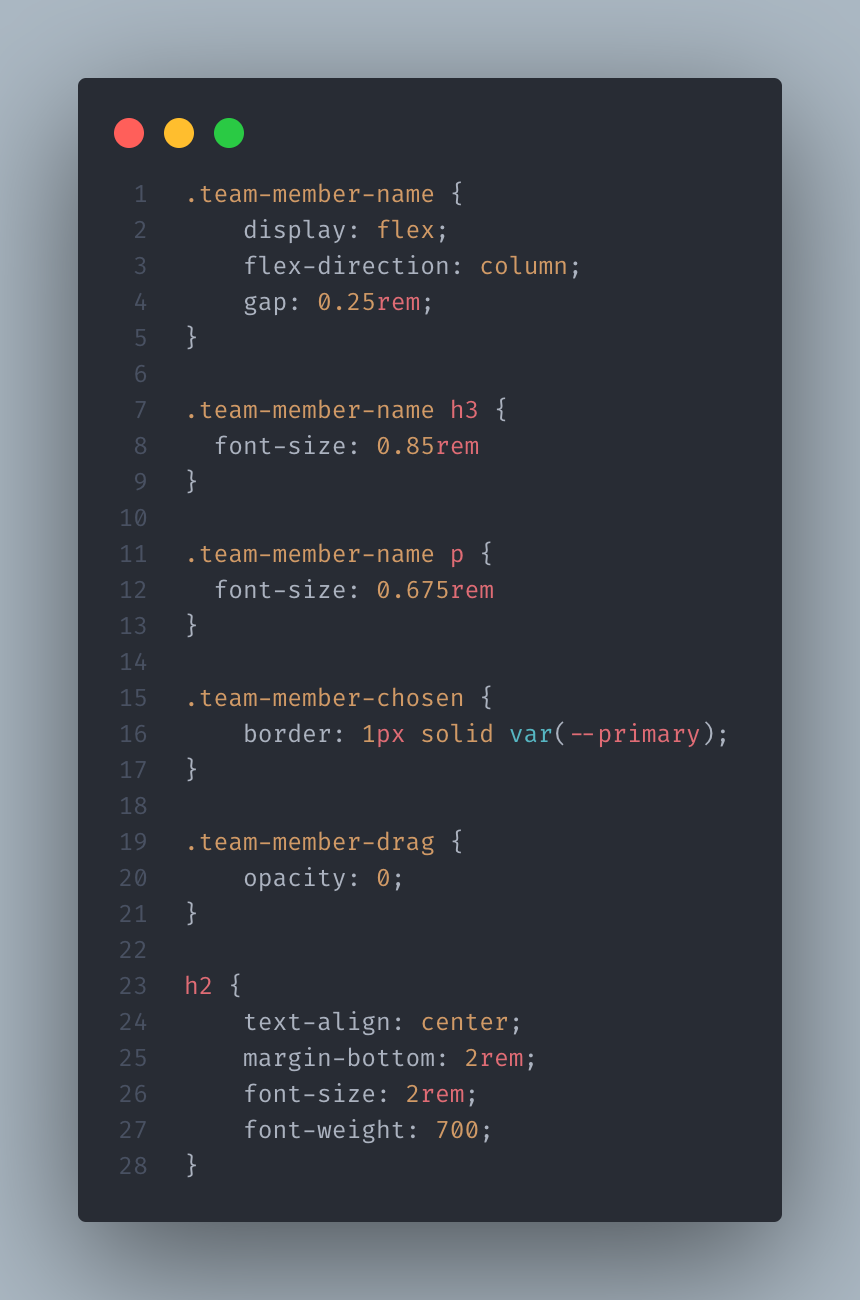 1 .team-member-name {
2     display: flex;
3     flex-direction: column;
4     gap: 0.25rem;
5 }
6
7 .team-member-name h3 {
8   font-size: 0.85rem
9 }
10
11 .team-member-name p {
12   font-size: 0.675rem
13 }
14
15 .team-member-chosen {
16     border: 1px solid var(--primary);
17 }
18
19 .team-member-drag {
20     opacity: 0;
21 }
22
23 h2 {
24     text-align: center;
25     margin-bottom: 2rem;
26     font-size: 2rem;
27     font-weight: 700;
28 }